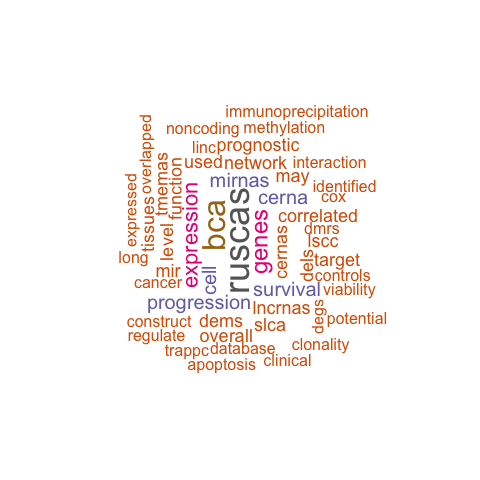 immunoprecipitation
noncoding methylation
linc prognostic
used network interaction
mirnas may identified
cerna cox
expressed
overlapped
tissues
tmemas
function
level
expression
bca
ruscas
genes
cernas
correlated
dmrs
lscc
dels
target
long
mir
cell
controls
cancer
survival viability
progression lncrnas
degs
potential
construct dems slca
regulate overall
trappc database clonality
apoptosis clinical